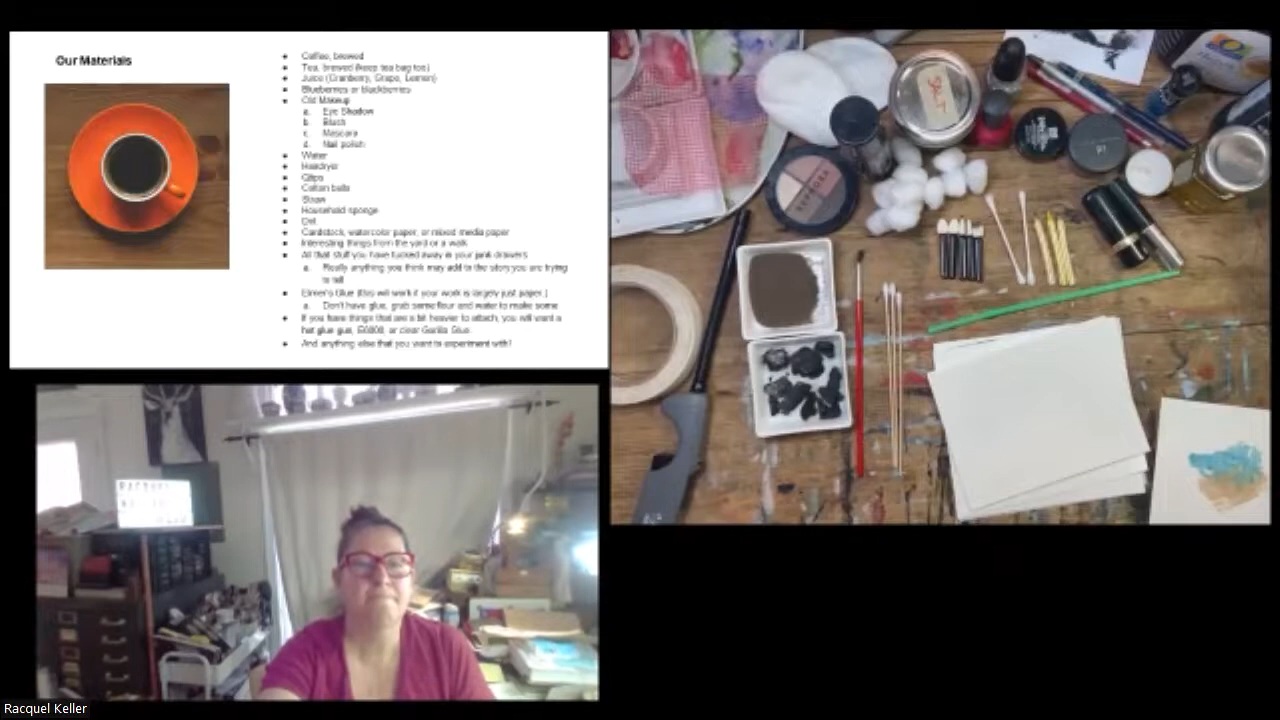 Our Materials
Coffee, brewed
Tea, brewed (keep tea bag too)
Juice (Cranberry, Grape, Lemon)
Blueberries or blackberries
Old Makeup
a. Eye Shadow
b. Blush
c. Mascara
d. Nail polish
Water
Hairdryer
Qtips
Cotton balls
Straw
Household sponge
Dirt
Cardstock, watercolor paper, or mixed media paper
Interesting things from the yard or a walk
All that stuff you have tucked away in your junk drawers
a. Really anything you think may add to the story you are trying
to tell
Elmer's Glue (this will work if your work is largely just paper.)
a. Don't have glue, grab some flour and water to make some
If you have things that are a bit heavier to attach, you will want a
hot glue gun, E6000, or clear Gorilla Glue
And anything else that you want to experiment with!
SALT
SEPHORA
Racquel Keller